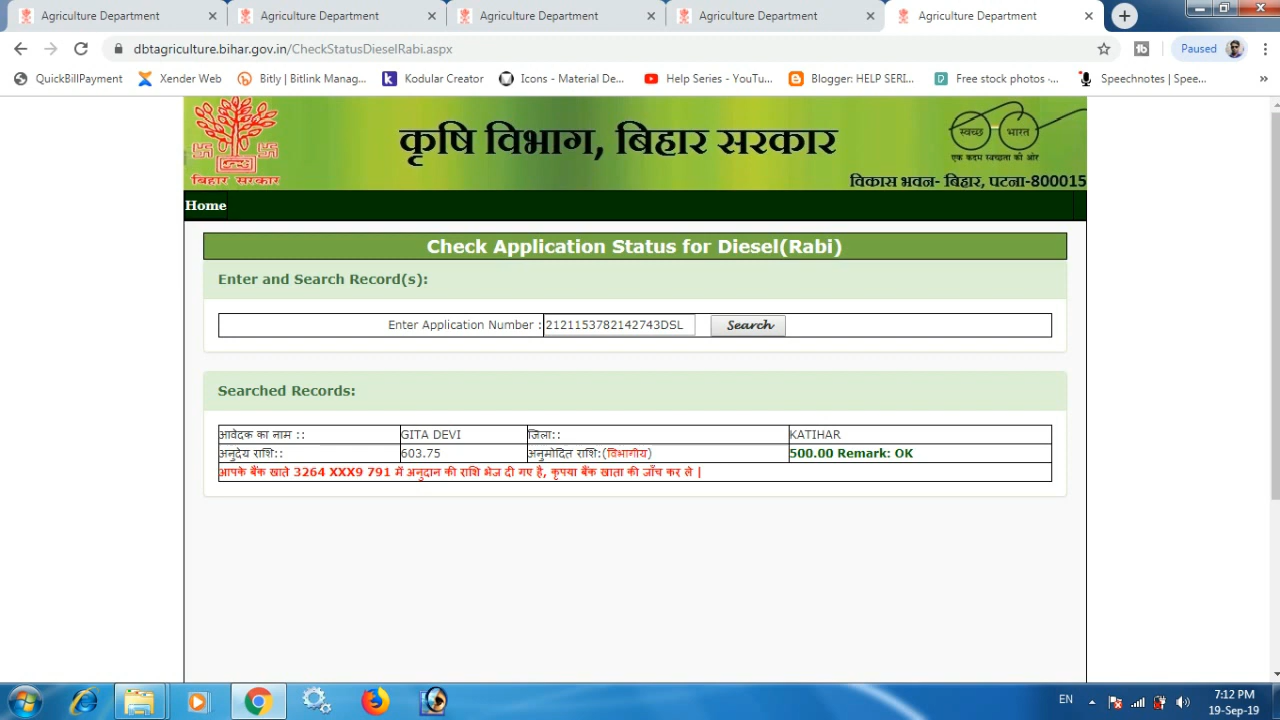 Agriculture Department
Agriculture Department
Agriculture Department
Agriculture Department
Agriculture Department
dbtagriculture.bihar.gov.in/CheckStatusDieselRabi.aspx
Paused
QuickBillPayment
Xender Web
Bitly | Bitlink Manag...
Kodular Creator
Icons - Material De...
Help Series - YouTu...
Blogger: HELP SERI...
Free stock photos -...
Speechnotes | Spee...
»
बिहार सरकार
कृषि विभाग, बिहार सरकार
स्वच्छ भारत
एक कदम स्वच्छता की ओर
विकास भवन- बिहार, पटना-800015
Home
Check Application Status for Diesel(Rabi)
Enter and Search Record(s):
Enter Application Number : 2121153782142743DSL Search
Searched Records:
आवेदक का नाम :: GITA DEVI जिला:: KATIHAR
अनुदेय राशि:: 603.75 अनुमोदित राशि:(विभागीय) 500.00 Remark: OK
आपके बैंक खाते 3264 XXX9 791 में अनुदान की राशि भेज दी गए है, कृपया बैंक खाता की जाँच कर ले |
EN
7:12 PM
19-Sep-19